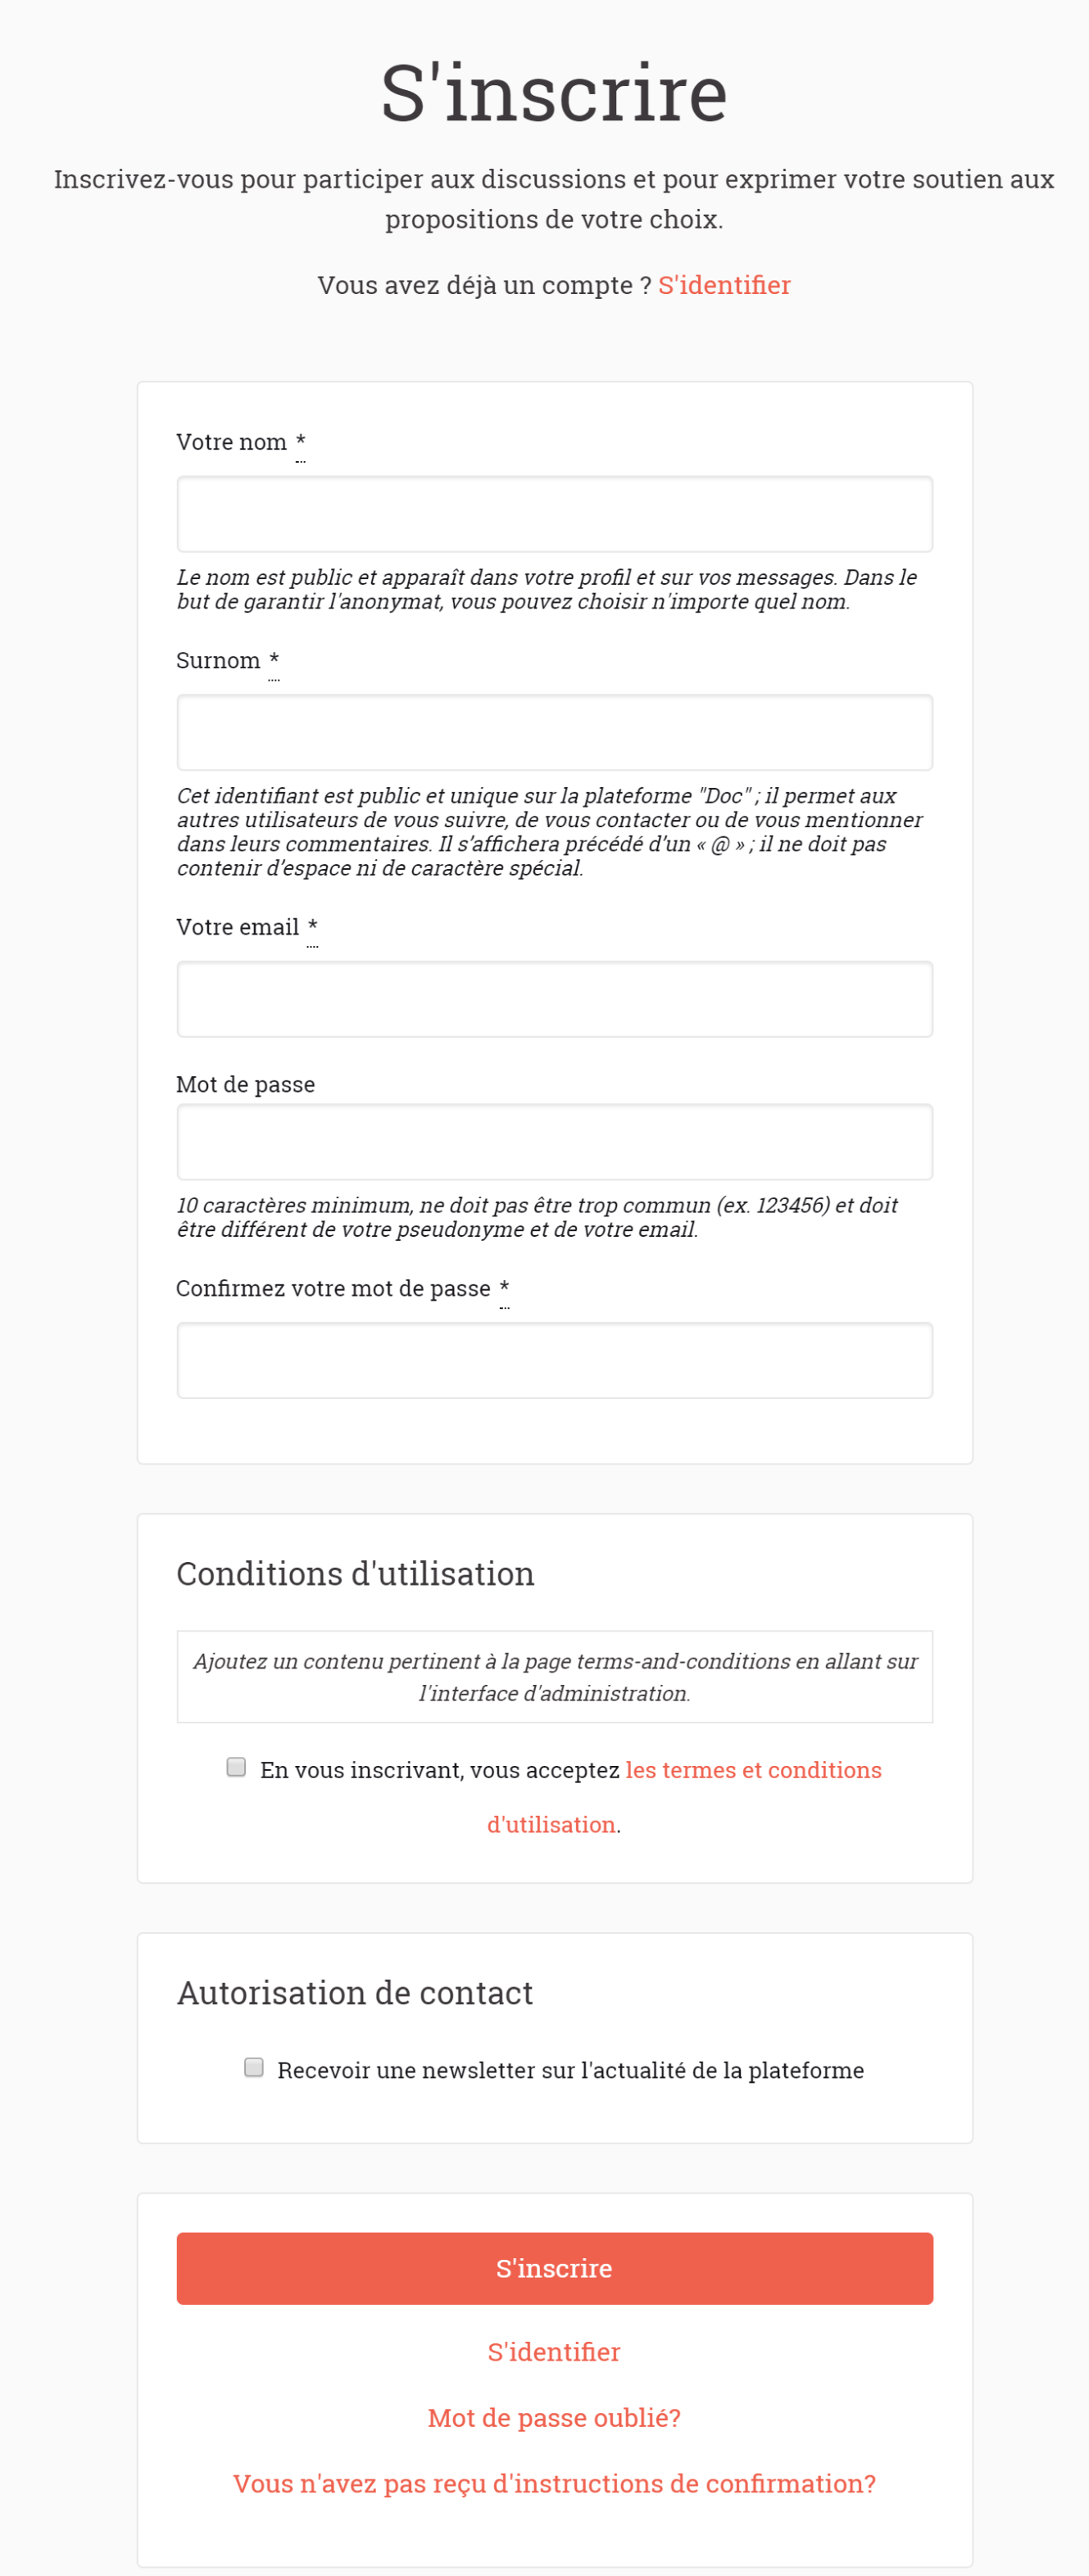 S'inscrire
Inscrivez-vous pour participer aux discussions et pour exprimer votre soutien aux
propositions de votre choix.
Vous avez déjà un compte ? S'identifier
Votre nom *
Le nom est public et apparaît dans votre profil et sur vos messages. Dans le
but de garantir l'anonymat, vous pouvez choisir n'importe quel nom.
Surnom *
Cet identifiant est public et unique sur la plateforme "Doc" ; il permet aux
autres utilisateurs de vous suivre, de vous contacter ou de vous mentionner
dans leurs commentaires. Il s’affichera précédé d’un « @ » ; il ne doit pas
contenir d’espace ni de caractère spécial.
Votre email *
Mot de passe
10 caractères minimum, ne doit pas être trop commun (ex. 123456) et doit
être différent de votre pseudonyme et de votre email.
Confirmez votre mot de passe *
Conditions d'utilisation
Ajoutez un contenu pertinent à la page terms-and-conditions en allant sur
l'interface d'administration.
En vous inscrivant, vous acceptez les termes et conditions
d'utilisation.
Autorisation de contact
Recevoir une newsletter sur l'actualité de la plateforme
S'inscrire
S'identifier
Mot de passe oublié?
Vous n'avez pas reçu d'instructions de confirmation?